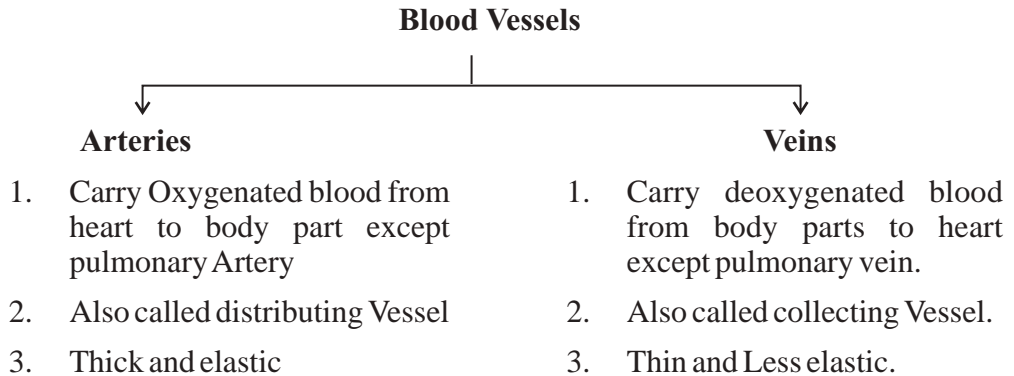 Blood Vessels
Arteries
1. Carry Oxygenated blood from
heart to body part except
pulmonary Artery
2. Also called distributing Vessel
3. Thick and elastic
Veins
1. Carry deoxygenated blood
from body parts to heart
except pulmonary vein.
2. Also called collecting Vessel.
3. Thin and Less elastic.